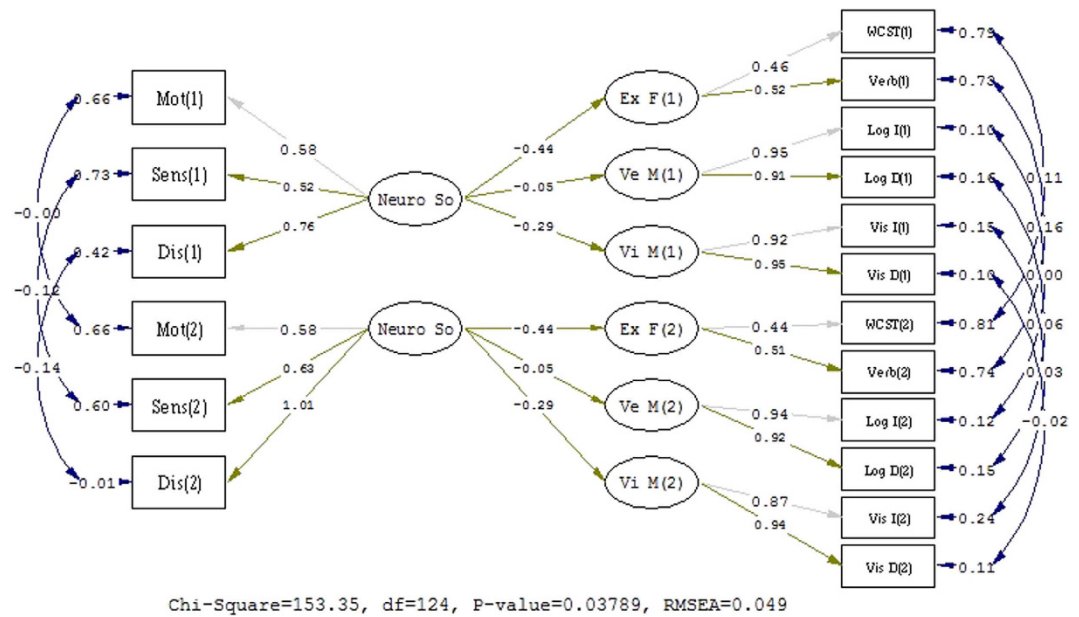 WCST(1)
0.79
0.46
Verb(1)
0.73
0.66
Mot(1)
Ex F(1)
0.52
Log I(1)
0.10
0.58
-0.44
0.95
0.73
Sens(1)
0.52
Neuro So
-0.05
Ve M(1)
0.91
Log D(1)
0.16
0.11
-0.00
0.76
-0.29
0.92
Vis I(1)
0.15
0.16
0.42
Dis(1)
Vi M(1)
0.95
Vis D(1)
0.10
0.00
-0.12
0.66
Mot(2)
0.58
Neuro So
-0.44
Ex F(2)
0.44
WCST(2)
0.81
0.06
0.51
-0.14
0.63
-0.05
Verb(2)
0.74
0.03
0.60
Sens(2)
1.01
-0.29
Ve M(2)
0.94
Log I(2)
0.12
-0.02
0.92
-0.01
Dis(2)
Vi M(2)
Log D(2)
0.15
0.87
Vis I(2)
0.24
0.94
Vis D(2)
0.11
Chi-Square=153.35, df=124, P-value=0.03789, RMSEA=0.049